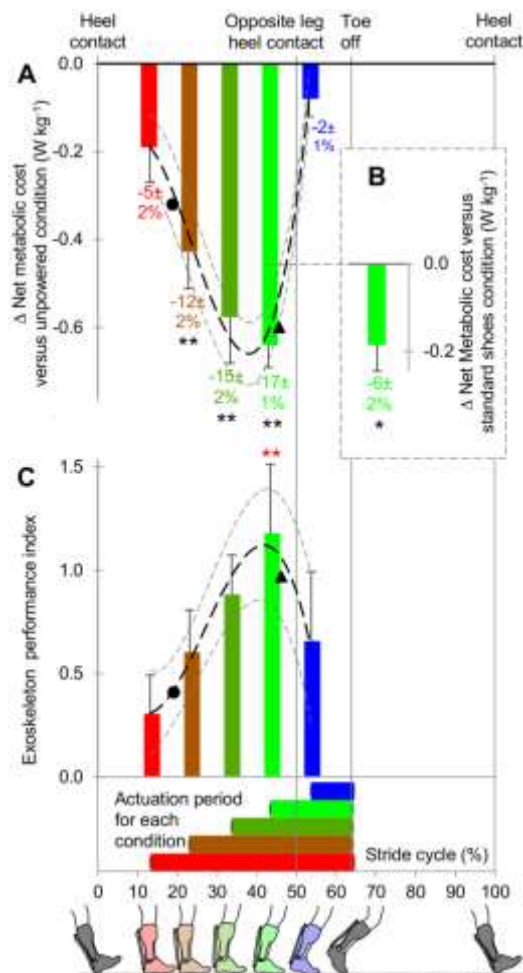 Heel
contact
Opposite leg
heel contact
Toe
off
Heel
contact
A
0.0
-0.2
-0.4
-0.6
Δ Net metabolic cost
versus unpowered condition (W kg⁻¹)
-5±
2%
-12±
2%
**
-15±
2%
**
-17±
1%
**
-2±
1%
B
0.0
-0.2
Δ Net Metabolic cost versus
standard shoes condition (W kg⁻¹)
-6±
2%
*
C
**
1.5
1.0
0.5
0.0
Exoskeleton performance index
Actuation period
for each
condition
Stride cycle (%)
0 10 20 30 40 50 60 70 80 90 100